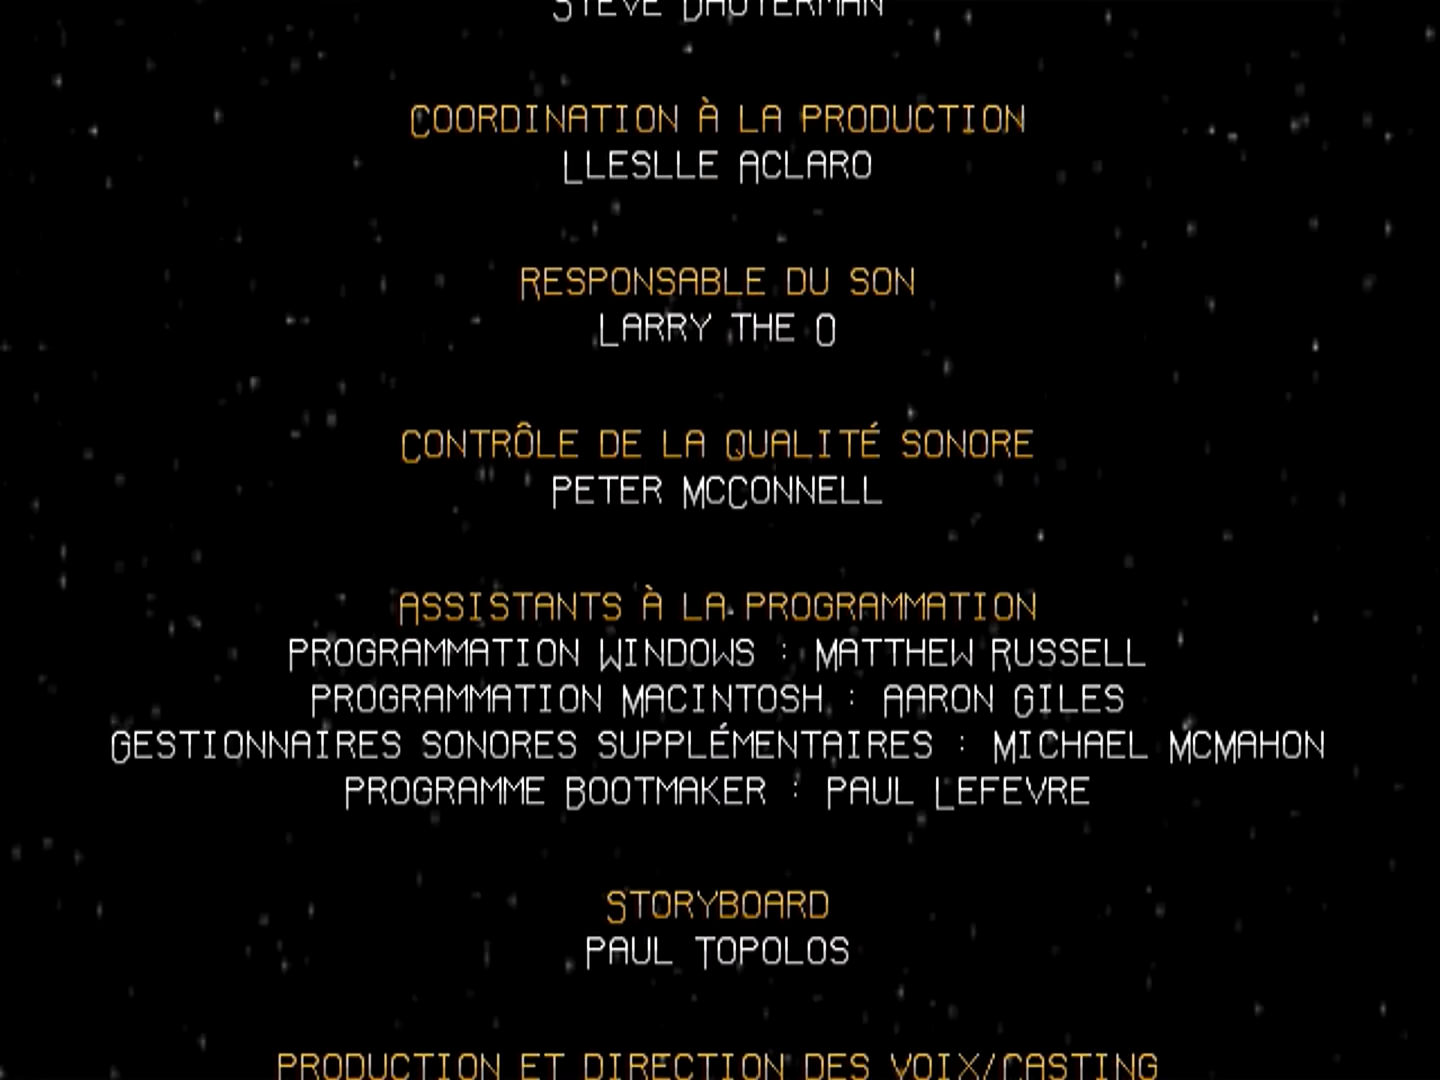 Steve Dauterman
Coordination à la production
Lleslle Aclaro
Responsable du son
Larry the O
Contrôle de la Qualité sonore
Peter McConnell
Assistants à la programmation
Programmation Windows : Matthew Russell
Programmation Macintosh : Aaron Giles
Gestionnaires sonores supplémentaires : Michael McMahon
Programme Bootmaker : Paul Lefevre
Storyboard
Paul Topolos
Production et direction des voix/Casting